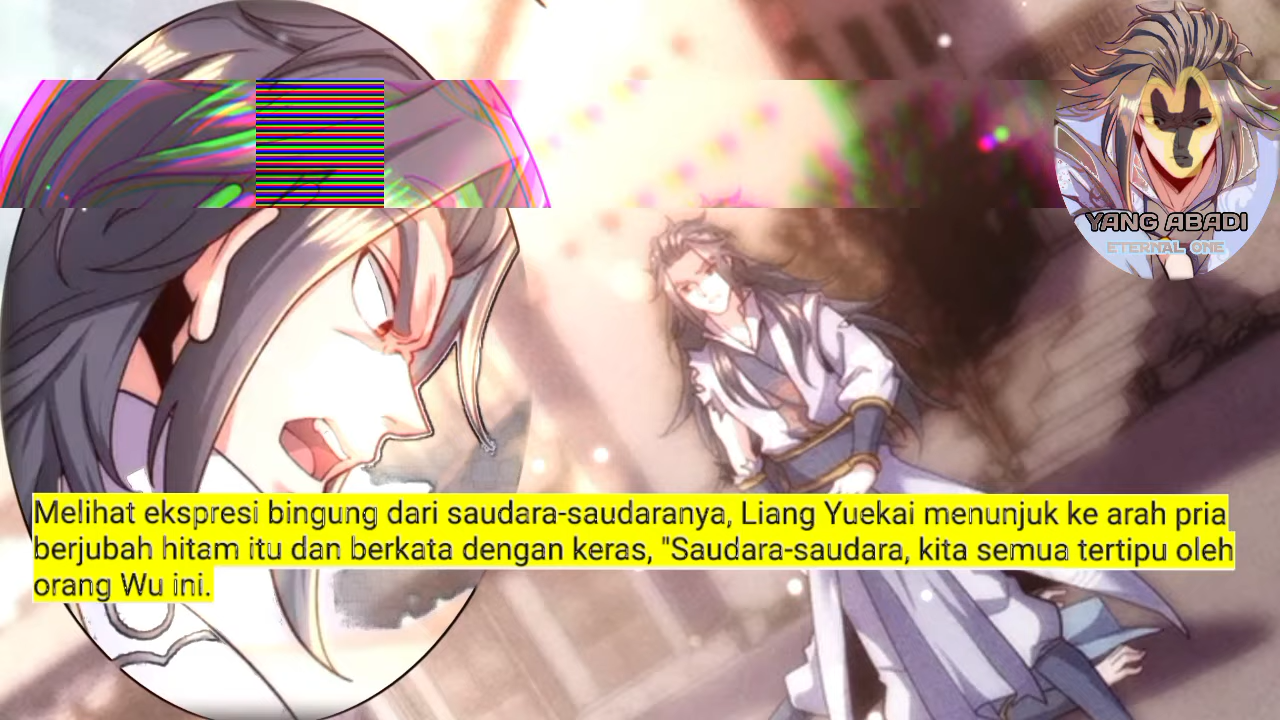 YANG ABADI
ETERNAL ONE
Melihat ekspresi bingung dari saudara-saudaranya, Liang Yuekai menunjuk ke arah pria
berjubah hitam itu dan berkata dengan keras, "Saudara-saudara, kita semua tertipu oleh
orang Wu ini.